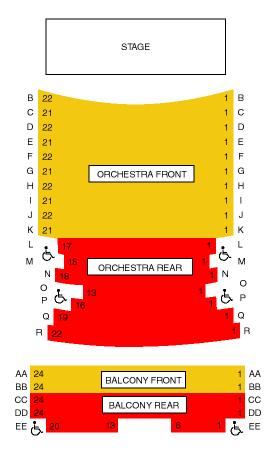 STAGE
B 22 1 B
C 21 1 C
D 22 1 D
E 21 1 E
F 22 1 F
G 21 1 G
ORCHESTRA FRONT
H 22 1 H
I 21 1 I
J 22 1 J
K 21 1 K
L 17 1 L
M 15 1 M
ORCHESTRA REAR
N 19 1 N
O 13 1 O
P 16 1 P
Q 19 1 Q
R 22 1 R
AA 24 1 AA
BALCONY FRONT
BB 24 1 BB
CC 24 1 CC
BALCONY REAR
DD 24 1 DD
EE 20 13 6 1 EE